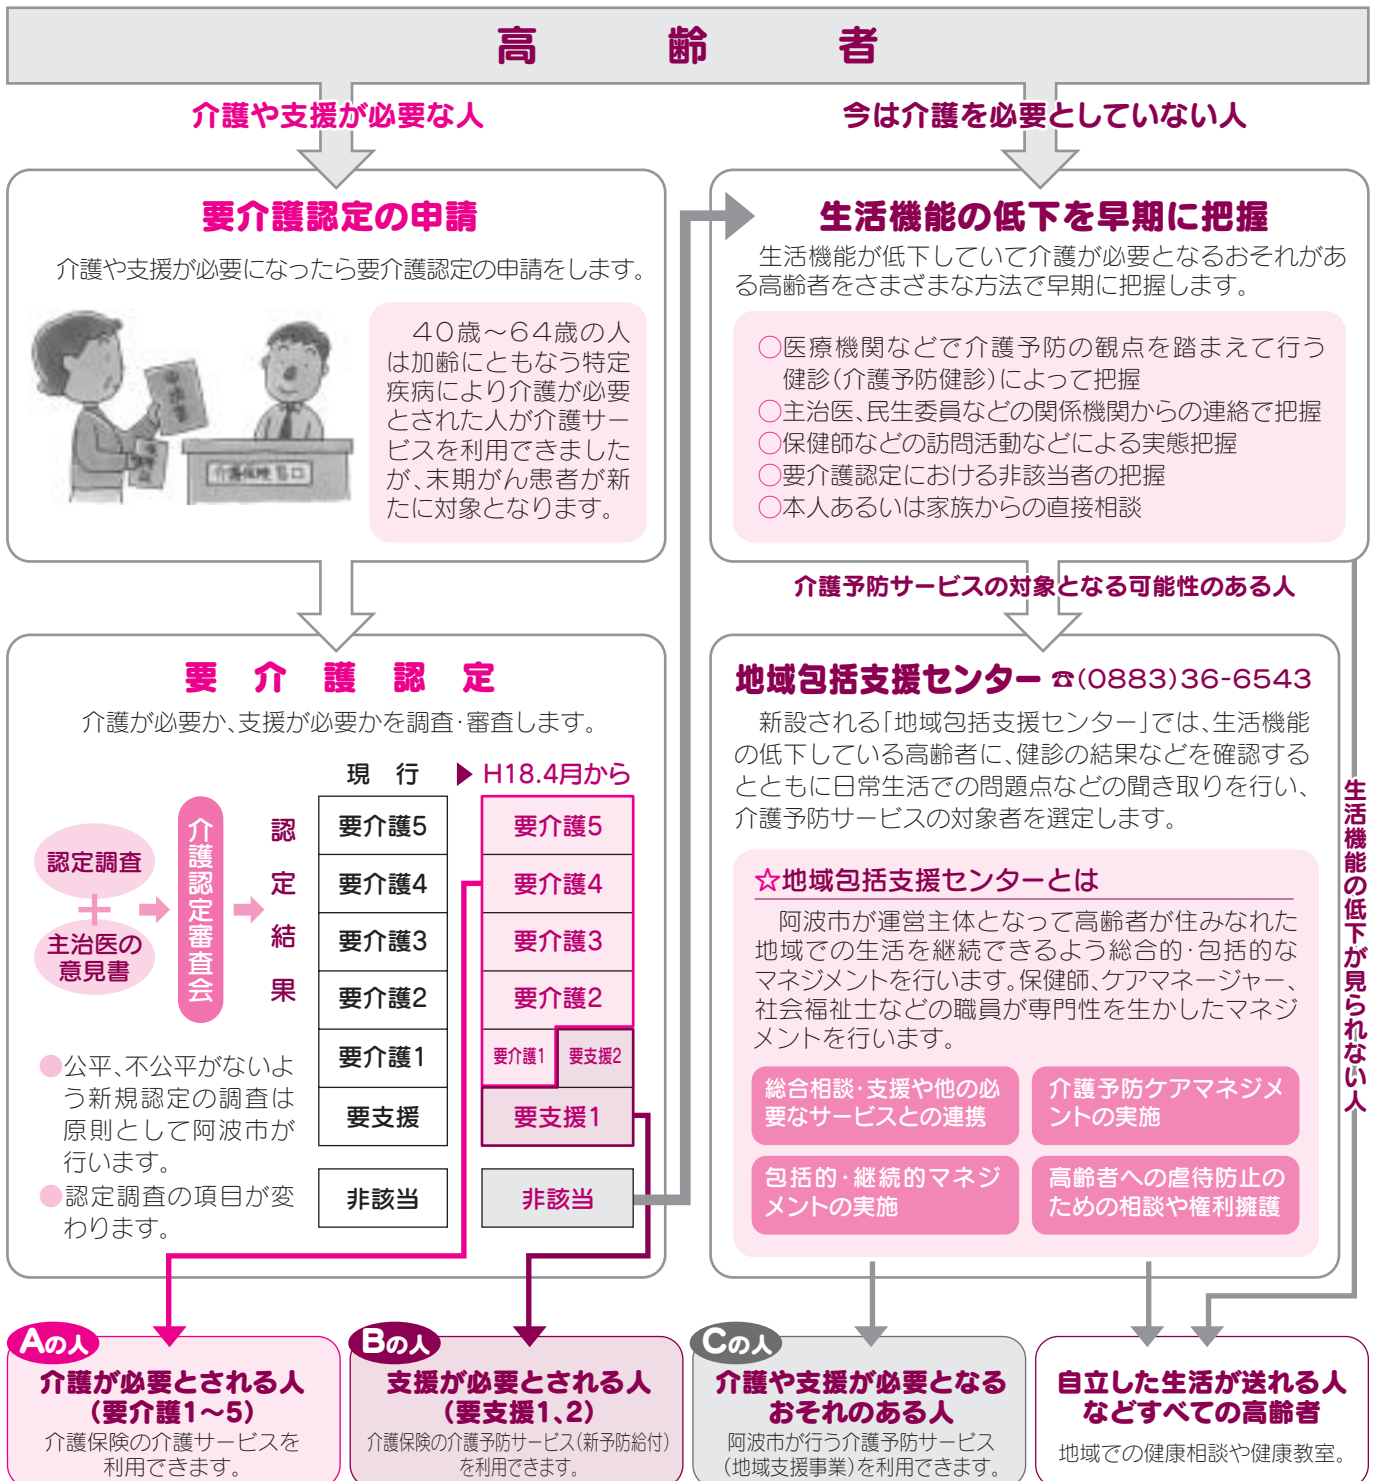 高齢者
介護や支援が必要な人
今は介護を必要としていない人
要介護認定の申請
介護や支援が必要になったら要介護認定の申請をします。
40歳～64歳の人
は加齢にともなう特定
疾病により介護が必要
とされた人が介護サー
ビスを利用できました
が、末期がん患者が新
たに対象となります。
介護保険窓口
生活機能の低下を早期に把握
生活機能が低下していて介護が必要となるおそれがあ
る高齢者をさまざまな方法で早期に把握します。
○医療機関などで介護予防の観点を踏まえて行う
健診(介護予防健診)によって把握
○主治医、民生委員などの関係機関からの連絡で把握
○保健師などの訪問活動などによる実態把握
○要介護認定における非該当者の把握
○本人あるいは家族からの直接相談
介護予防サービスの対象となる可能性のある人
要介護認定
介護が必要か、支援が必要かを調査・審査します。
認定調査
＋
主治医の
意見書
介護認定審査会
認定結果
現行
▶H18.4月から
要介護5
要介護5
要介護4
要介護4
要介護3
要介護3
要介護2
要介護2
要介護1
要介護1
要支援2
要支援
要支援1
非該当
非該当
●公平、不公平がないよ
う新規認定の調査は
原則として阿波市が
行います。
●認定調査の項目が変
わります。
地域包括支援センター ☎(0883)36-6543
新設される「地域包括支援センター」では、生活機能
の低下している高齢者に、健診の結果などを確認する
とともに日常生活での問題点などの聞き取りを行い、
介護予防サービスの対象者を選定します。
☆地域包括支援センターとは
阿波市が運営主体となって高齢者が住みなれた
地域での生活を継続できるよう総合的・包括的な
マネジメントを行います。保健師、ケアマネージャー、
社会福祉士などの職員が専門性を生かしたマネジ
メントを行います。
総合相談・支援や他の必
要なサービスとの連携
介護予防ケアマネジメ
ントの実施
包括的・継続的マネジ
メントの実施
高齢者への虐待防止の
ための相談や権利擁護
生活機能の低下が見られない人
Aの人
介護が必要とされる人
(要介護1～5)
介護保険の介護サービスを
利用できます。
Bの人
支援が必要とされる人
(要支援1、2)
介護保険の介護予防サービス(新予防給付)
を利用できます。
Cの人
介護や支援が必要となる
おそれのある人
阿波市が行う介護予防サービス
(地域支援事業)を利用できます。
自立した生活が送れる人
などすべての高齢者
地域での健康相談や健康教室。